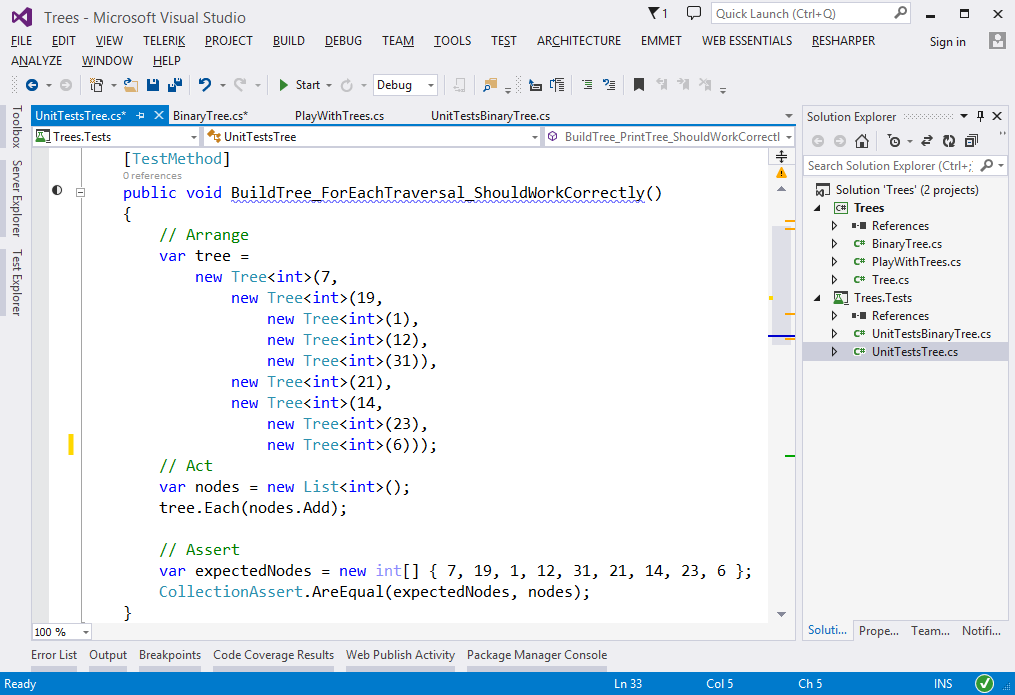 Trees - Microsoft Visual Studio
1
Quick Launch (Ctrl+Q)
FILE EDIT VIEW TELERIK PROJECT BUILD DEBUG TEAM TOOLS TEST ARCHITECTURE EMMET WEB ESSENTIALS RESHARPER Sign in
ANALYZE WINDOW HELP
Start Debug
Toolbox
Server Explorer
Test Explorer
UnitTestsTree.cs* BinaryTree.cs* PlayWithTrees.cs UnitTestsBinaryTree.cs
Trees.Tests UnitTestsTree BuildTree_PrintTree_ShouldWorkCorrectl
[TestMethod]
0 references
public void BuildTree_ForEachTraversal_ShouldWorkCorrectly()
{
// Arrange
var tree =
new Tree<int>(7,
new Tree<int>(19,
new Tree<int>(1),
new Tree<int>(12),
new Tree<int>(31)),
new Tree<int>(21),
new Tree<int>(14,
new Tree<int>(23),
new Tree<int>(6)));
// Act
var nodes = new List<int>();
tree.Each(nodes.Add);
// Assert
var expectedNodes = new int[] { 7, 19, 1, 12, 31, 21, 14, 23, 6 };
CollectionAssert.AreEqual(expectedNodes, nodes);
}
100 %
Solution Explorer
Search Solution Explorer (Ctrl+;
Solution 'Trees' (2 projects)
C# Trees
References
C# BinaryTree.cs
C# PlayWithTrees.cs
C# Tree.cs
Trees.Tests
References
C# UnitTestsBinaryTree.cs
C# UnitTestsTree.cs
Soluti... Prope... Team... Notifi...
Error List Output Breakpoints Code Coverage Results Web Publish Activity Package Manager Console
Ready Ln 33 Col 5 Ch 5 INS